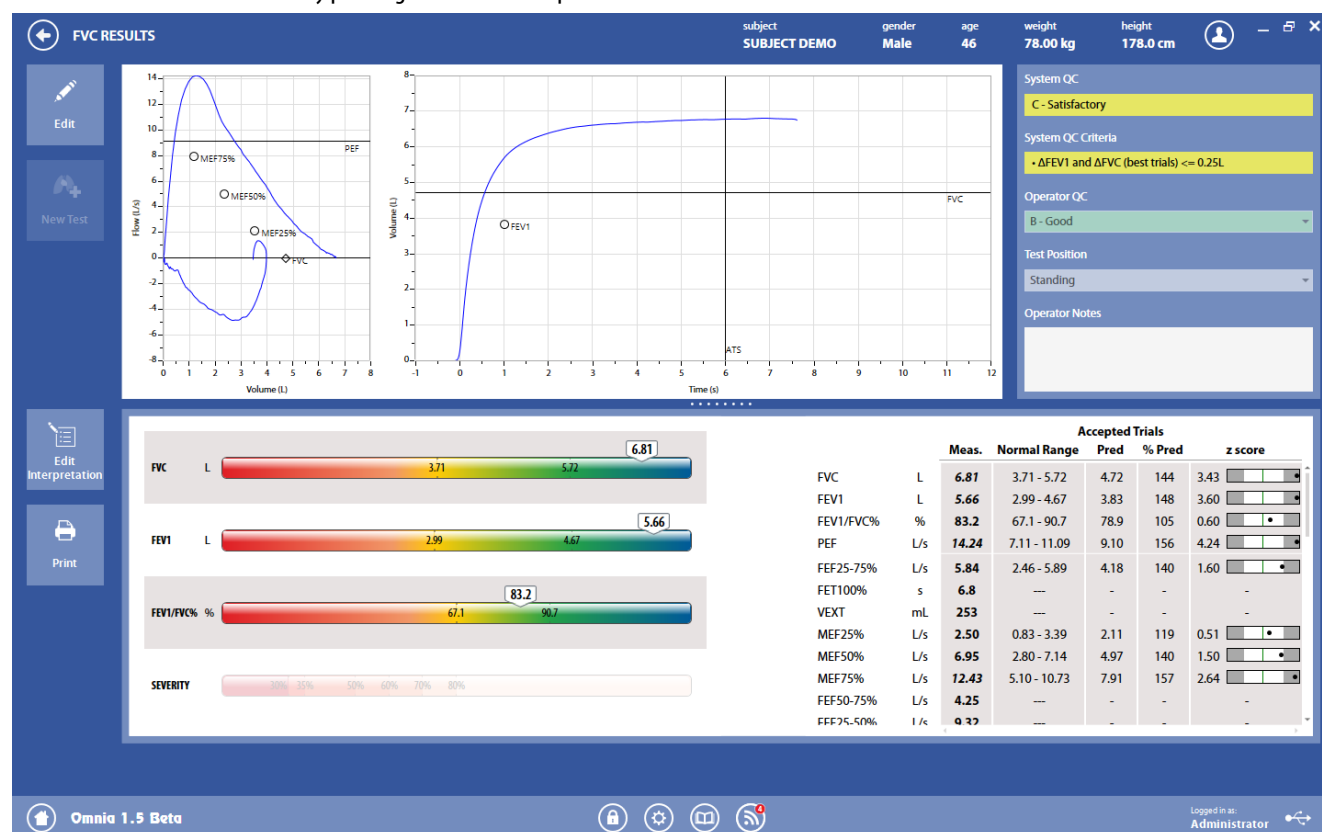 FVC RESULTS
subject gender age weight height
SUBJECT DEMO Male 46 78.00 kg 178.0 cm
Edit
New Test
Edit
Interpretation
Print
14
12
10
8
6
4
2
0
-2
-4
-6
-8
Flow (L/s)
PEF
MEF75%
MEF50%
MEF25%
FVC
0 1 2 3 4 5 6 7 8
Volume (L)
8
7
6
5
4
3
2
1
0
Volume (L)
FVC
FEV1
ATS
-1 0 1 2 3 4 5 6 7 8 9 10 11 12
Time (s)
System QC
C - Satisfactory
System QC Criteria
• ΔFEV1 and ΔFVC (best trials) <= 0.25L
Operator QC
B - Good
Test Position
Standing
Operator Notes
6.81
FVC L 3.71 5.72
5.66
FEV1 L 2.99 4.67
83.2
FEV1/FVC% % 67.1 90.7
SEVERITY 30% 35% 50% 60% 70% 80%
Accepted Trials
Meas. Normal Range Pred % Pred z score
FVC L 6.81 3.71 - 5.72 4.72 144 3.43
FEV1 L 5.66 2.99 - 4.67 3.83 148 3.60
FEV1/FVC% % 83.2 67.1 - 90.7 78.9 105 0.60
PEF L/s 14.24 7.11 - 11.09 9.10 156 4.24
FEF25-75% L/s 5.84 2.46 - 5.89 4.18 140 1.60
FET100% s 6.8 --- - - -
VEXT mL 253 --- - - -
MEF25% L/s 2.50 0.83 - 3.39 2.11 119 0.51
MEF50% L/s 6.95 2.80 - 7.14 4.97 140 1.50
MEF75% L/s 12.43 5.10 - 10.73 7.91 157 2.64
FEF50-75% L/s 4.25 --- - - -
FEF25-50% L/s 9.32
Omnia 1.5 Beta
4
Logged in as:
Administrator